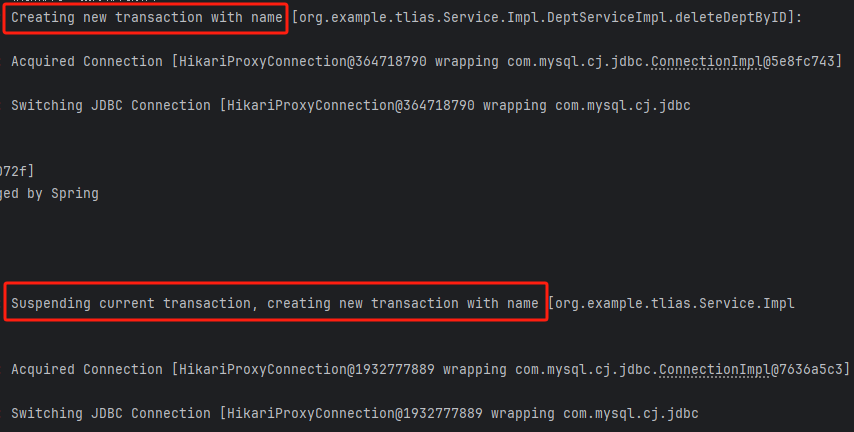 Creating new transaction with name [org.example.tlias.Service.Impl.DeptServiceImpl.deleteDeptByID]:
Acquired Connection [HikariProxyConnection@364718790 wrapping com.mysql.cj.jdbc.ConnectionImpl@5e8fc743]
Switching JDBC Connection [HikariProxyConnection@364718790 wrapping com.mysql.cj.jdbc
072f]
ged by Spring
Suspending current transaction, creating new transaction with name [org.example.tlias.Service.Impl
Acquired Connection [HikariProxyConnection@1932777889 wrapping com.mysql.cj.jdbc.ConnectionImpl@7636a5c3]
Switching JDBC Connection [HikariProxyConnection@1932777889 wrapping com.mysql.cj.jdbc